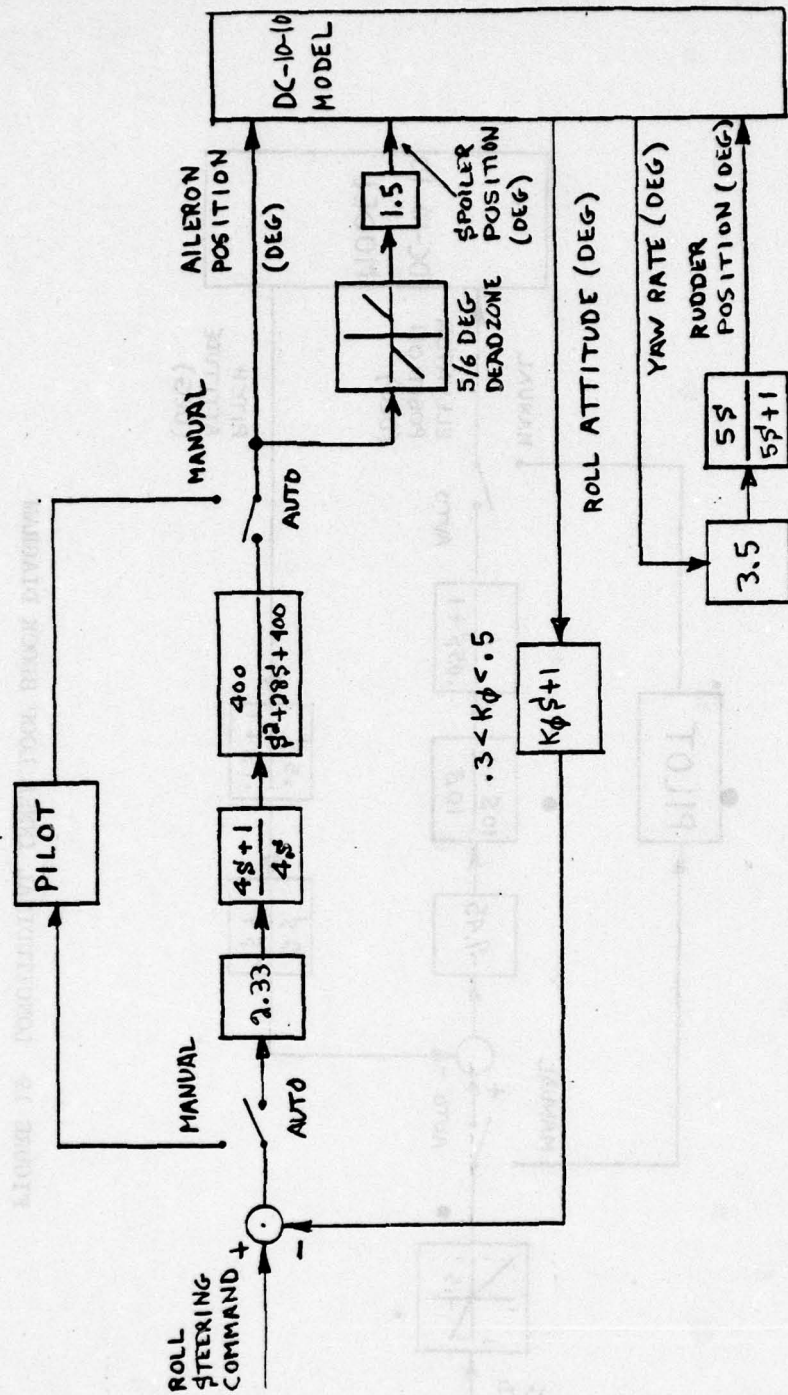 ROLL
STEERING
COMMAND
+
-
MANUAL
AUTO
PILOT
2.33
4S+1
4S
400
S²+28S+400
MANUAL
AUTO
AILERON
POSITION
(DEG)
5/6 DEG
DEADZONE
1.5
SPOILER
POSITION
(DEG)
DC-10-10
MODEL
ROLL ATTITUDE (DEG)
.3 < Kϕ < .5
KϕS+1
YAW RATE (DEG)
3.5
5S
5S+1
RUDDER
POSITION (DEG)